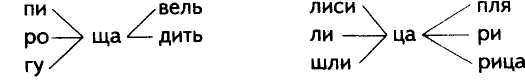 пи вель
ро ща дить
гу
лиси пля
ли ца ри
шли рица